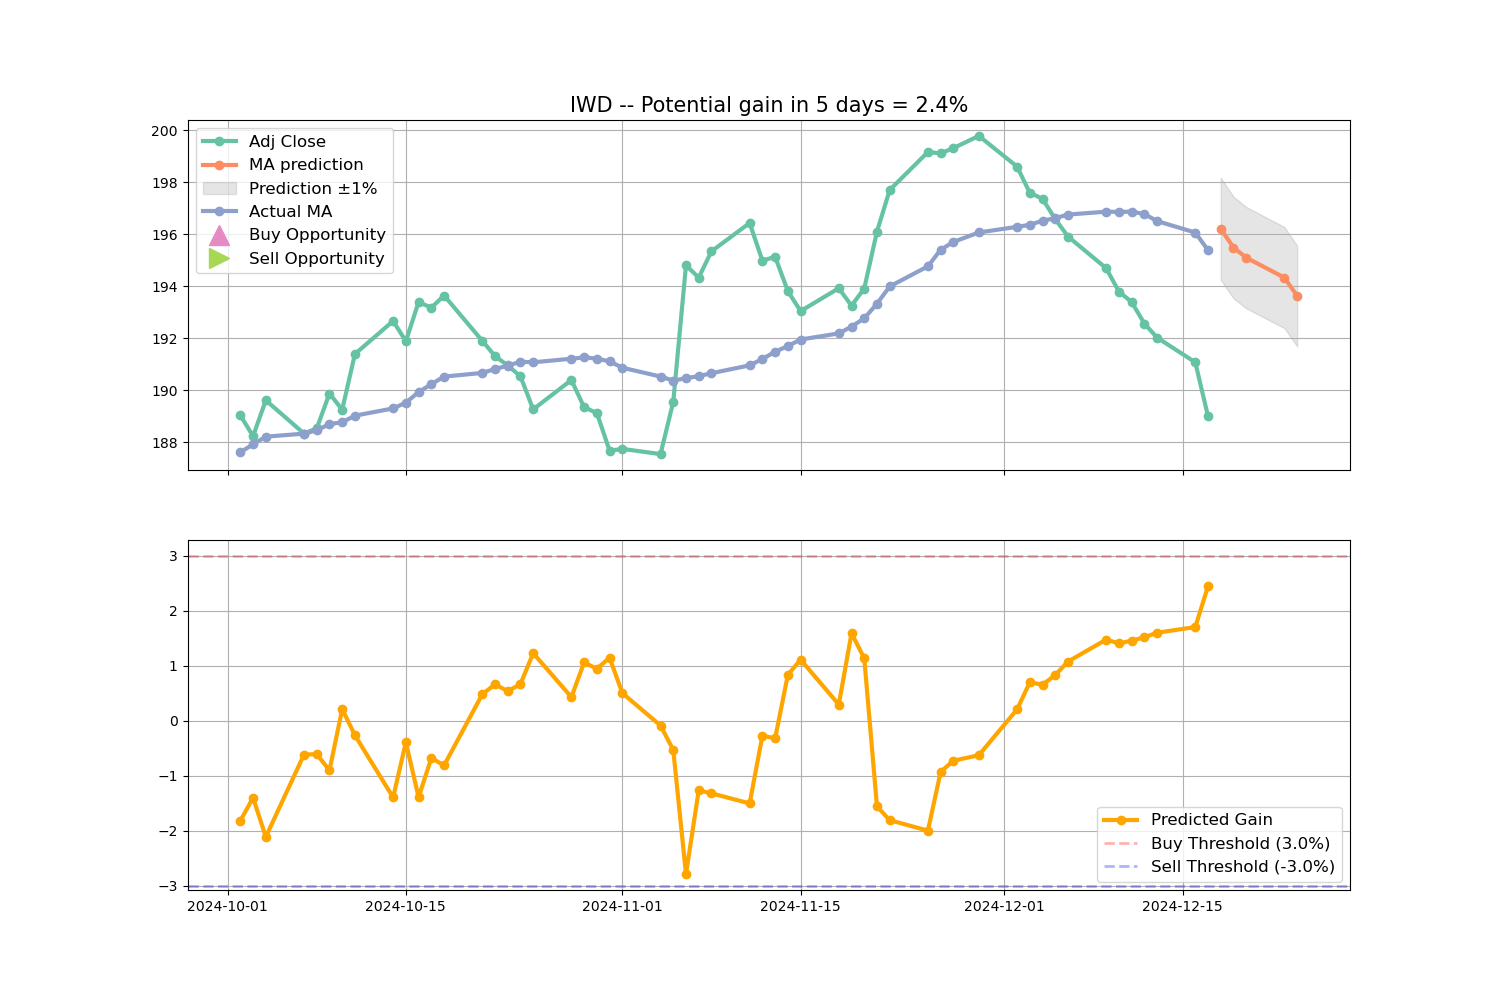 IWD -- Potential gain in 5 days = 2.4%
200
198
196
194
192
190
188
Adj Close
MA prediction
Prediction ±1%
Actual MA
Buy Opportunity
Sell Opportunity
3
2
1
0
−1
−2
−3
Predicted Gain
Buy Threshold (3.0%)
Sell Threshold (-3.0%)
2024-10-01
2024-10-15
2024-11-01
2024-11-15
2024-12-01
2024-12-15